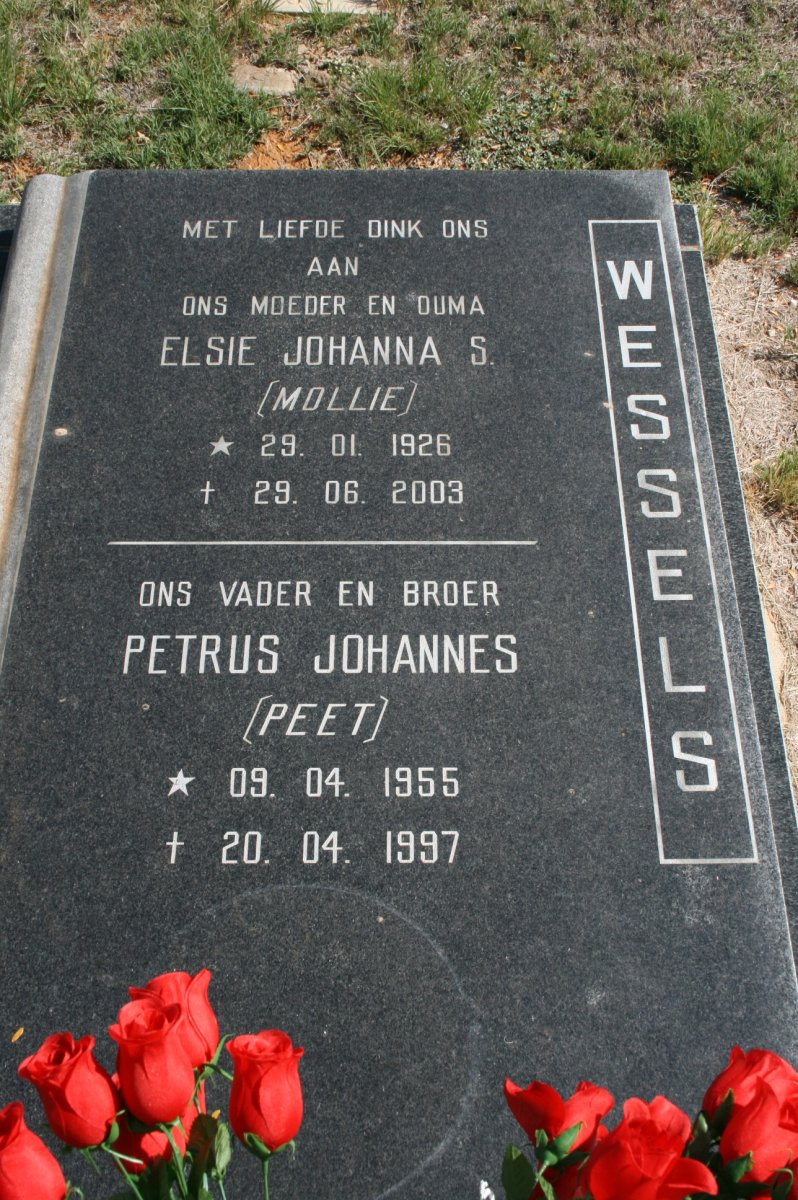 MET LIEFDE DINK ONS
AAN
ONS MOEDER EN OUMA
ELSIE JOHANNA S.
(MOLLIE)
★ 29. 01. 1926
† 29. 06. 2003
ONS VADER EN BROER
PETRUS JOHANNES
(PEET)
★ 09. 04. 1955
† 20. 04. 1997
WESSELS